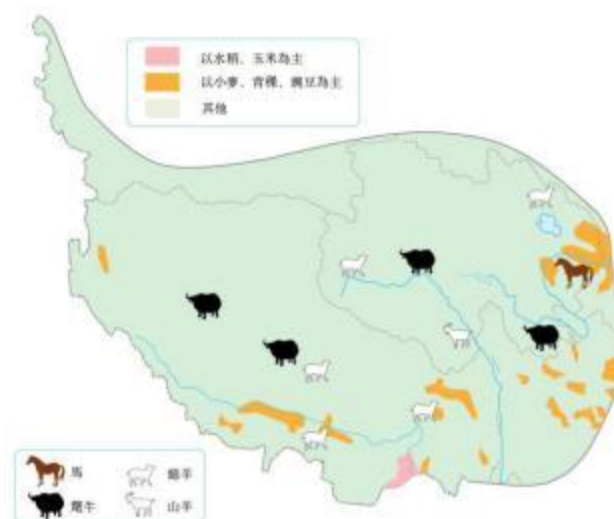 以水稻、玉米為主
以小麥、青稞、豌豆為主
其他
馬
綿羊
犛牛
山羊